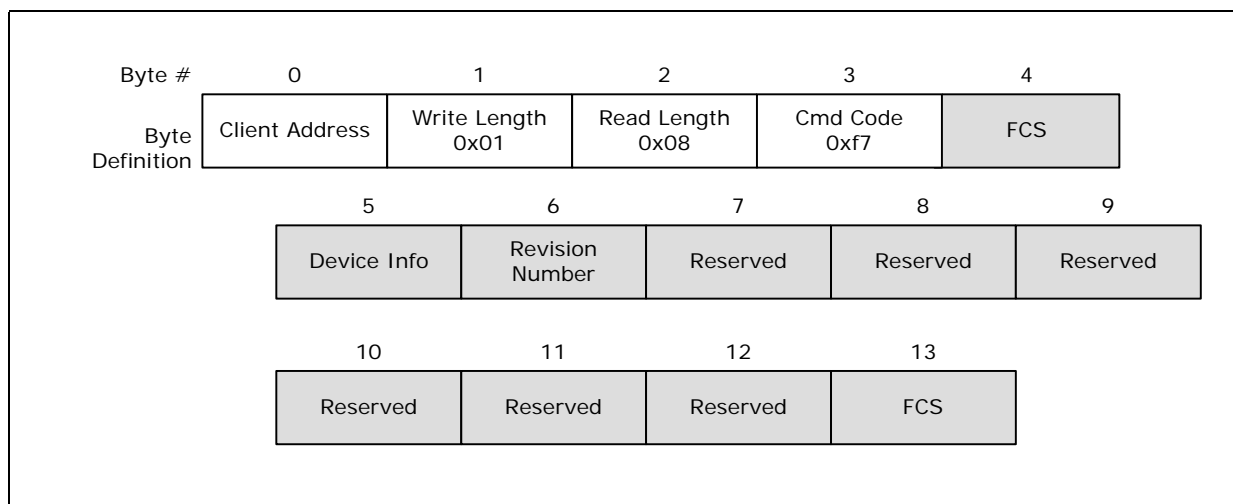 Byte # 0 1 2 3 4
Byte Definition
Client Address
Write Length
0x01
Read Length
0x08
Cmd Code
0xf7
FCS
5 6 7 8 9
Device Info
Revision
Number
Reserved
Reserved
Reserved
10 11 12 13
Reserved
Reserved
Reserved
FCS